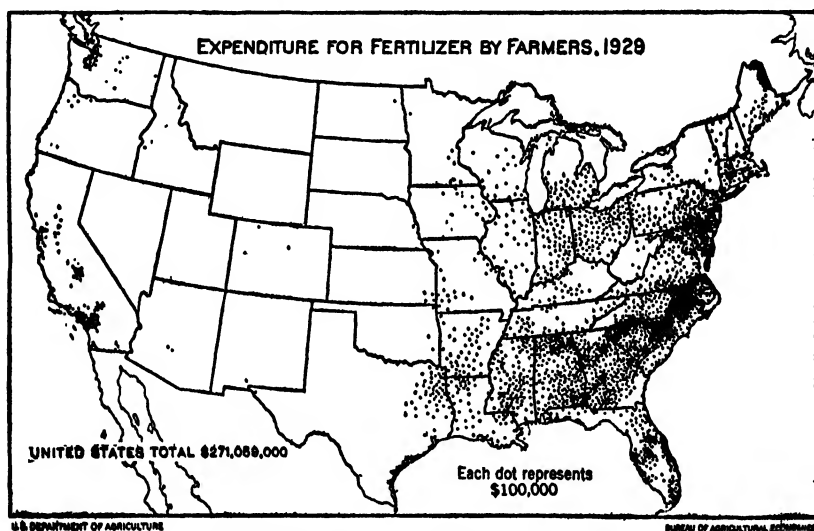 EXPENDITURE FOR FERTILIZER BY FARMERS, 1929
UNITED STATES TOTAL $271,059,000
Each dot represents
$100,000
U.S. DEPARTMENT OF AGRICULTURE
BUREAU OF AGRICULTURAL ECONOMICS